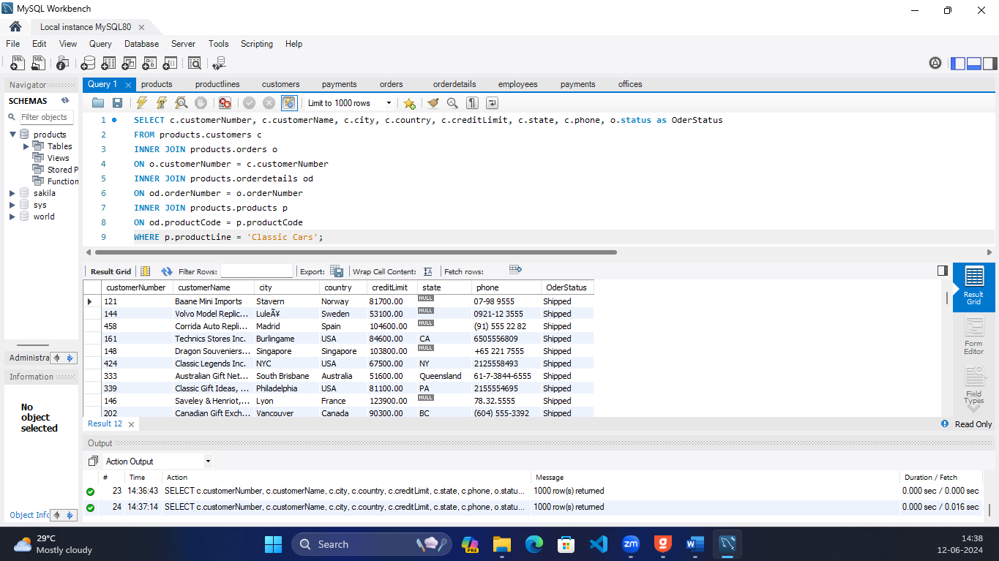 MySQL Workbench
Local instance MySQL80
File Edit View Query Database Server Tools Scripting Help
Navigator
SCHEMAS
Filter objects
products
Tables
Views
Stored P
Function
sakila
sys
world
Administra
Information
No
object
selected
Object Info
Query 1 products productlines customers payments orders orderdetails employees payments offices
Limit to 1000 rows
1 SELECT c.customerNumber, c.customerName, c.city, c.country, c.creditLimit, c.state, c.phone, o.status as OderStatus
2 FROM products.customers c
3 INNER JOIN products.orders o
4 ON o.customerNumber = c.customerNumber
5 INNER JOIN products.orderdetails od
6 ON od.orderNumber = o.orderNumber
7 INNER JOIN products.products p
8 ON od.productCode = p.productCode
9 WHERE p.productLine = 'Classic Cars';
Result Grid Filter Rows: Export: Wrap Cell Content: Fetch rows:
customerNumber customerName city country creditLimit state phone OderStatus
121 Baane Mini Imports Stavern Norway 81700.00 NULL 07-98 9555 Shipped
144 Volvo Model Replic... LuleÃ¥ Sweden 53100.00 NULL 0921-12 3555 Shipped
458 Corrida Auto Repli... Madrid Spain 104600.00 NULL (91) 555 22 82 Shipped
161 Technics Stores Inc. Burlingame USA 84600.00 CA 6505556809 Shipped
148 Dragon Souveniers... Singapore Singapore 103800.00 NULL +65 221 7555 Shipped
424 Classic Legends Inc. NYC USA 67500.00 NY 2125558493 Shipped
333 Australian Gift Net... South Brisbane Australia 51600.00 Queensland 61-7-3844-6555 Shipped
339 Classic Gift Ideas, ... Philadelphia USA 81100.00 PA 2155554695 Shipped
146 Saveley & Henriot,... Lyon France 123900.00 NULL 78.32.5555 Shipped
202 Canadian Gift Exch... Vancouver Canada 90300.00 BC (604) 555-3392 Shipped
Result
Grid
Form
Editor
Field
Types
Result 12
Read Only
Output
Action Output
# Time Action Message Duration / Fetch
23 14:36:43 SELECT c.customerNumber, c.customerName, c.city, c.country, c.creditLimit, c.state, c.phone, o.statu... 1000 row(s) returned 0.000 sec / 0.000 sec
24 14:37:14 SELECT c.customerNumber, c.customerName, c.city, c.country, c.creditLimit, c.state, c.phone, o.statu... 1000 row(s) returned 0.000 sec / 0.016 sec
29°C
Mostly cloudy
Search
PRE
zm
14:38
12-06-2024